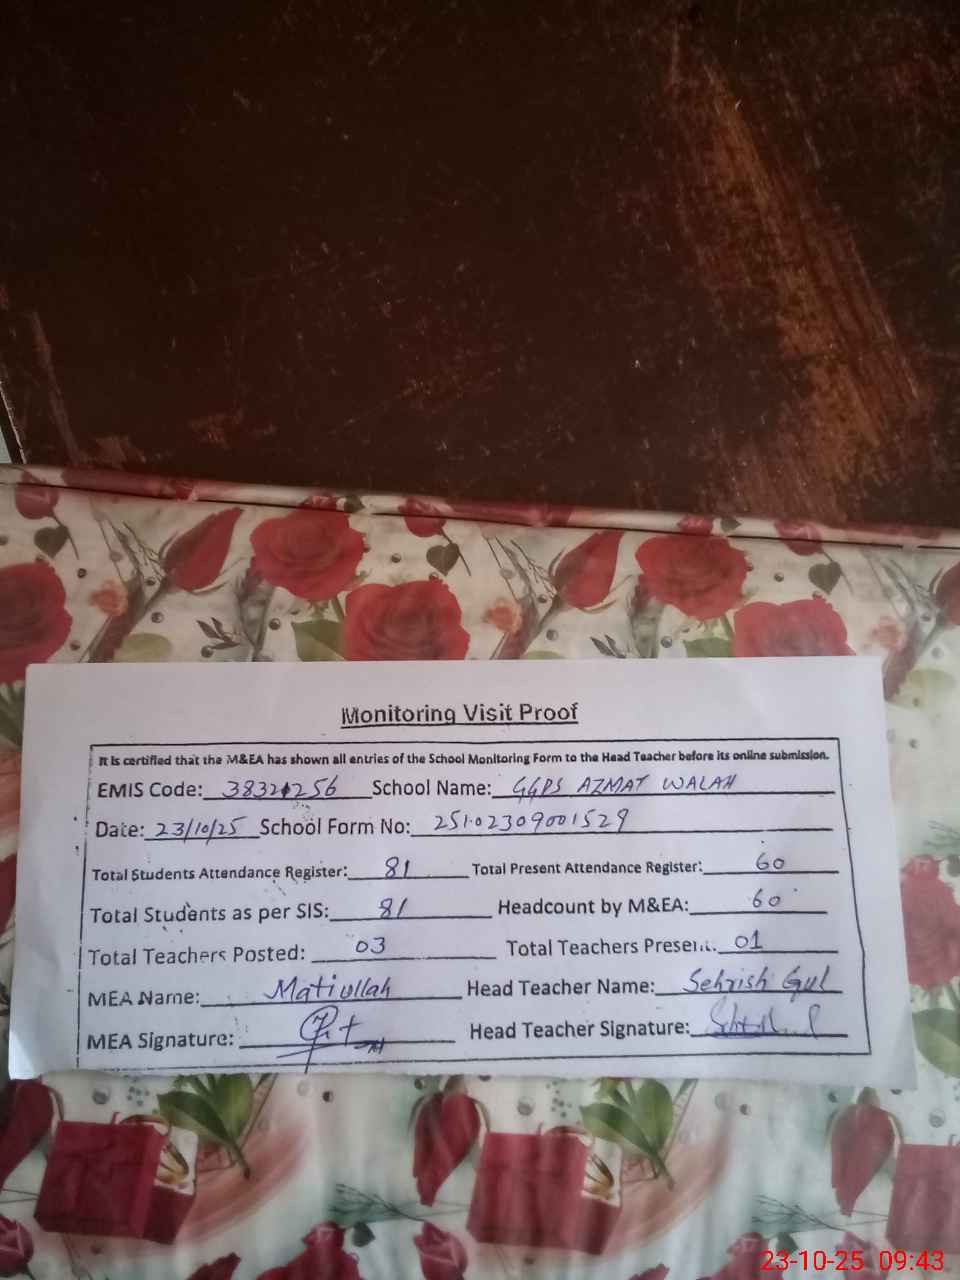 Monitoring Visit Proof
It is certified that the M&EA has shown all entries of the School Monitoring Form to the Head Teacher before its online submission.
EMIS Code: 38321256 School Name: GGPS AZMAT WALAH
Date: 23/10/25 School Form No: 25102309001529
Total Students Attendance Register: 81 Total Present Attendance Register: 60
Total Students as per SIS: 81 Headcount by M&EA: 60
Total Teachers Posted: 03 Total Teachers Present: 01
MEA Name: Matiullah Head Teacher Name: Sehrish Gul
MEA Signature: Head Teacher Signature:
23-10-25 09:43